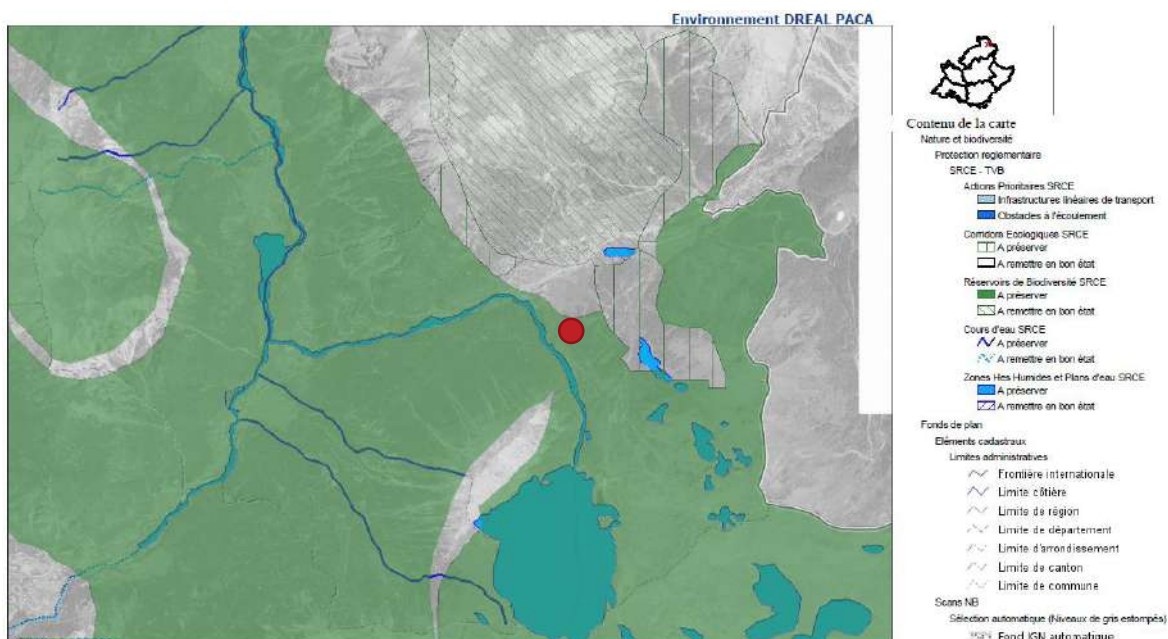 Environnement DREAL PACA
Contenu de la carte
Nature et biodiversité
Protection reglementaire
SRCE - TVB
Actions Prioritaires SRCE
Infrastructures linéaires de transport
Obstacles à l'écoulement
Corridors Ecologiques SRCE
A préserver
A remettre en bon état
Réservoirs de Biodiversité SRCE
A préserver
A remettre en bon état
Cours d'eau SRCE
A préserver
A remettre en bon état
Zones Hes Humides et Plans d'eau SRCE
A préserver
A remettre en bon état
Fonds de plan
Eléments cadastraux
Limites administratives
Frontière internationale
Limite côtière
Limite de région
Limite de département
Limite d'arrondissement
Limite de canton
Limite de commune
Scans NB
Sélection automatique (Niveaux de gris estompés)
Fond IGN automatique